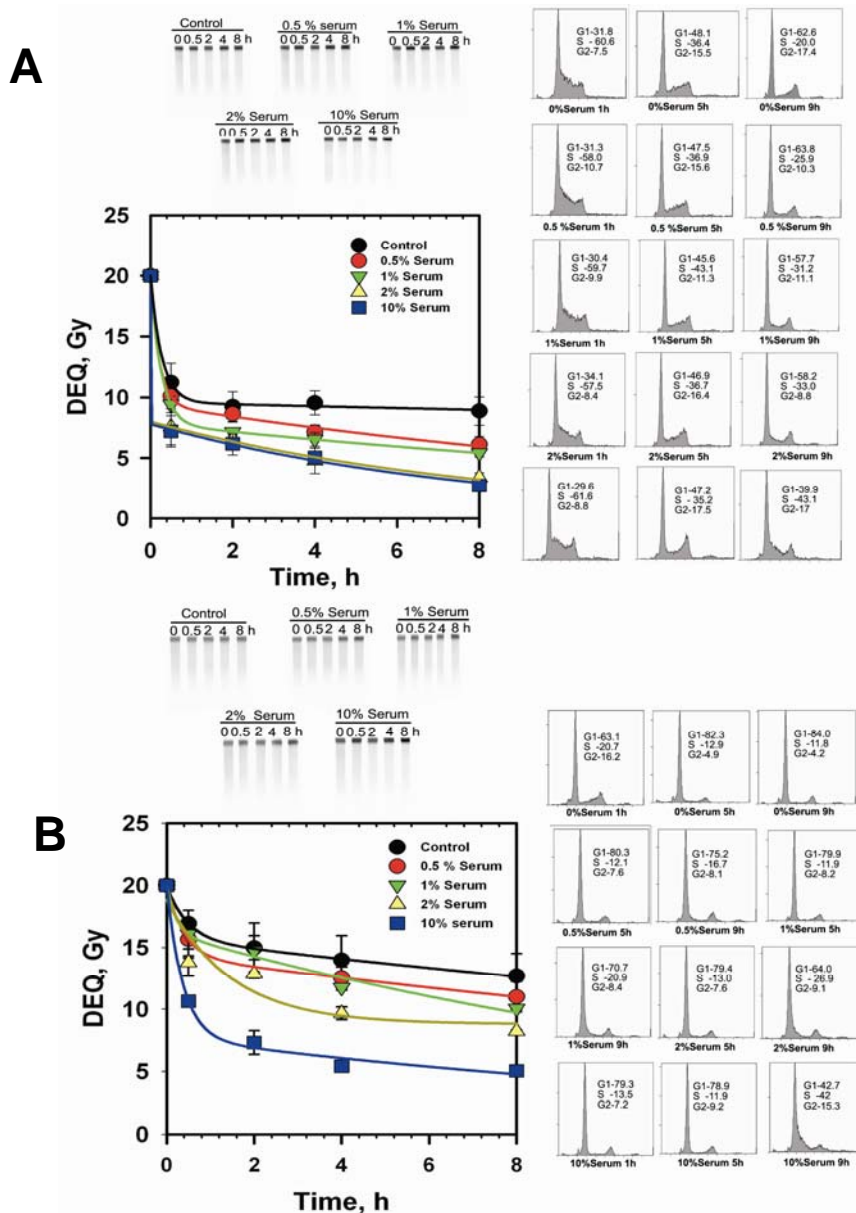 A
Control
0 0.5 2 4 8 h
0.5 % serum
0 0.5 2 4 8 h
1% Serum
0 0.5 2 4 8 h
2% Serum
0 0.5 2 4 8 h
10% Serum
0 0.5 2 4 8 h
25
20
15
10
5
0
DEQ, Gy
Control
0.5% Serum
1% Serum
2% Serum
10% Serum
0 2 4 6 8
Time, h
G1-31.8
S - 60.6
G2-7.5
0%Serum 1h
G1-48.1
S -36.4
G2-15.5
0%Serum 5h
G1-62.6
S -20.0
G2-17.4
0%Serum 9h
G1-31.3
S -58.0
G2-10.7
0.5 %Serum 1h
G1-47.5
S -36.9
G2-15.6
0.5 %Serum 5h
G1-63.8
S -25.9
G2-10.3
0.5 %Serum 9h
G1-30.4
S -59.7
G2-9.9
1%Serum 1h
G1-45.6
S -43.1
G2-11.3
1%Serum 5h
G1-57.7
S -31.2
G2-11.1
1%Serum 9h
G1-34.1
S -57.5
G2-8.4
2%Serum 1h
G1-46.9
S -36.7
G2-16.4
2%Serum 5h
G1-58.2
S -33.0
G2-8.8
2%Serum 9h
G1-29.6
S -61.6
G2-8.8
G1-47.2
S - 35.2
G2-17.5
G1-39.9
S -43.1
G2-17
B
Control
0 0.5 2 4 8 h
0.5% Serum
0 0.5 2 4 8 h
1% Serum
0 0.5 2 4 8 h
2% Serum
0 0.5 2 4 8 h
10% Serum
0 0.5 2 4 8h
25
20
15
10
5
0
DEQ, Gy
Control
0.5 % Serum
1% Serum
2% Serum
10% serum
0 2 4 6 8
Time, h
G1-63.1
S -20.7
G2-16.2
0%Serum 1h
G1-82.3
S -12.9
G2-4.9
0%Serum 5h
G1-84.0
S -11.8
G2-4.2
0%Serum 9h
G1-80.3
S -12.1
G2-7.6
0.5%Serum 5h
G1-75.2
S -16.7
G2-8.1
0.5%Serum 9h
G1-79.9
S -11.9
G2-8.2
1%Serum 5h
G1-70.7
S -20.9
G2-8.4
1%Serum 9h
G1-79.4
S -13.0
G2-7.6
2%Serum 5h
G1-64.0
S - 26.9
G2-9.1
2%Serum 9h
G1-79.3
S -13.5
G2-7.2
10%Serum 1h
G1-78.9
S -11.9
G2-9.2
10%Serum 5h
G1-42.7
S -42
G2-15.3
10%Serum 9h